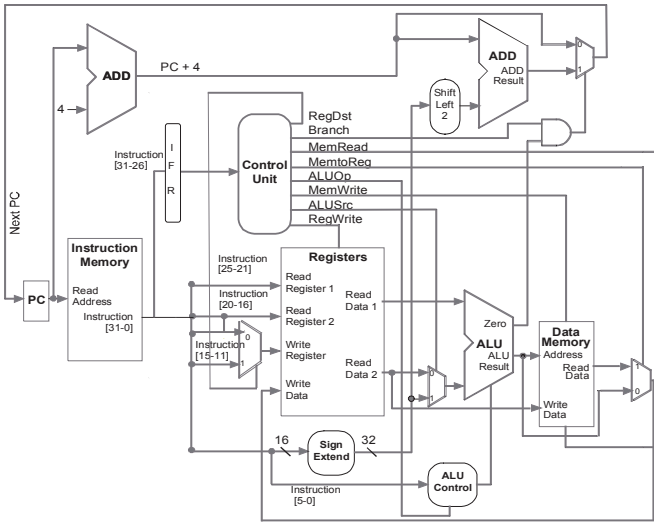 0
1
ADD
PC + 4
4
ADD
ADD
Result
Shift
Left
2
Next PC
Instruction
[31-26]
I
F
R
Control
Unit
RegDst
Branch
MemRead
MemtoReg
ALUOp
MemWrite
ALUSrc
RegWrite
Instruction
Memory
Read
Address
Instruction
[31-0]
PC
Instruction
[25-21]
Instruction
[20-16]
Instruction
[15-11]
0
1
Registers
Read
Register 1
Read
Register 2
Write
Register
Write
Data
Read
Data 1
Read
Data 2
0
1
Zero
ALU
ALU
Result
Data
Memory
Address
Read
Data
Write
Data
1
0
16
Sign
Extend
32
Instruction
[5-0]
ALU
Control